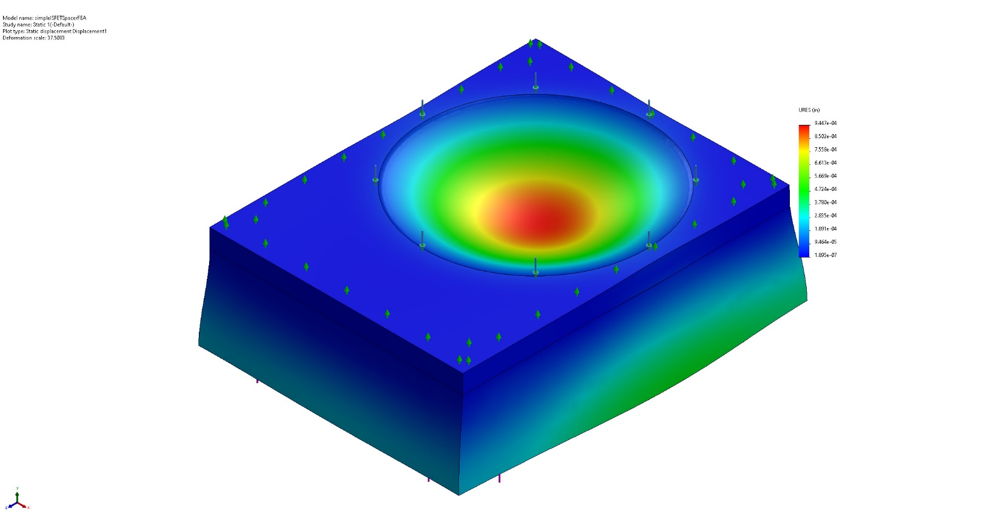 Model name: simpleISFETSpacerFEA
Study name: Static 1(-Default-)
Plot type: Static displacement Displacement1
Deformation scale: 37.5083
URES (in)
9.447e-04
8.502e-04
7.558e-04
6.613e-04
5.669e-04
4.724e-04
3.780e-04
2.835e-04
1.891e-04
9.464e-05
1.895e-07
Y
Z
X